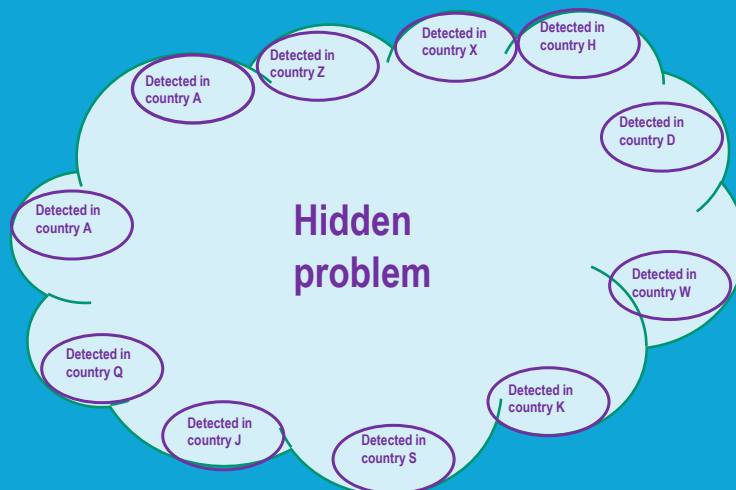 Detected in
country A
Detected in
country Z
Detected in
country X
Detected in
country H
Detected in
country D
Detected in
country A
Hidden
problem
Detected in
country W
Detected in
country Q
Detected in
country K
Detected in
country J
Detected in
country S